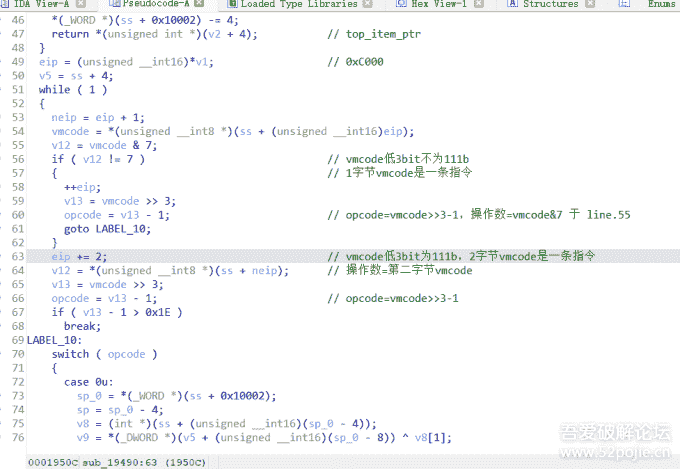 IDA View-A Pseudocode-A Loaded Type Libraries Hex View-1 Structures Enums
46 *(_WORD *)(ss + 0x10002) -= 4;
47 return *(unsigned int *)(v2 + 4); // top_item_ptr
48 }
49 eip = (unsigned __int16)*v1; // 0xC000
50 v5 = ss + 4;
51 while ( 1 )
52 {
53 neip = eip + 1;
54 vmcode = *(unsigned __int8 *)(ss + (unsigned __int16)eip);
55 v12 = vmcode & 7;
56 if ( v12 != 7 ) // vmcode低3bit不为111b
57 { // 1字节vmcode是一条指令
58 ++eip;
59 v13 = vmcode >> 3;
60 opcode = v13 - 1; // opcode=vmcode>>3-1，操作数=vmcode&7 于 line.55
61 goto LABEL_10;
62 }
63 eip += 2; // vmcode低3bit为111b，2字节vmcode是一条指令
64 v12 = *(unsigned __int8 *)(ss + neip); // 操作数=第二字节vmcode
65 v13 = vmcode >> 3;
66 opcode = v13 - 1; // opcode=vmcode>>3-1
67 if ( v13 - 1 > 0x1E )
68 break;
69 LABEL_10:
70 switch ( opcode )
71 {
72 case 0u:
73 sp_0 = *(_WORD *)(ss + 0x10002);
74 sp = sp_0 - 4;
75 v8 = (int *)(ss + (unsigned __int16)(sp_0 - 4));
76 v9 = *(_DWORD *)(v5 + (unsigned __int16)(sp_0 - 8)) ^ v8[1];
0001950C sub_19490:63 (1950C)
吾爱破解论坛
www.52pojie.cn